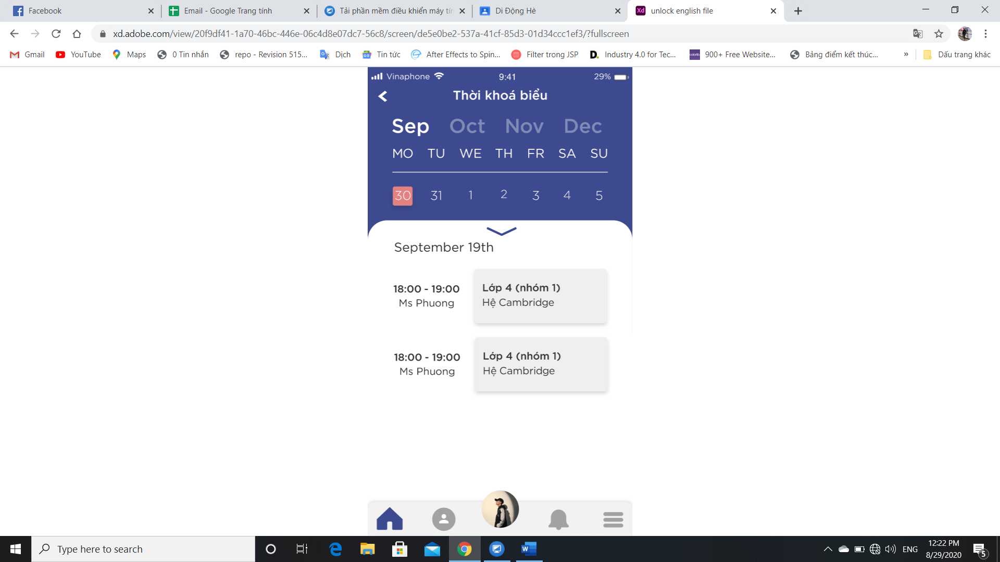 Facebook
Email - Google Trang tính
Tải phần mềm điều khiển máy tín
Di Động Hè
Xd unlock english file
xd.adobe.com/view/20f9df41-1a70-46bc-446e-06c4d8e07dc7-56c8/screen/de5e0be2-537a-41cf-85d3-01d34ccc1ef3/?fullscreen
Gmail YouTube Maps 0 Tin nhắn repo - Revision 515... Dịch Tin tức After Effects to Spin... Filter trong JSP D. Industry 4.0 for Tec... 900+ Free Website... Bảng điểm kết thúc... » Dấu trang khác
Vinaphone 9:41 29%
Thời khoá biểu
Sep Oct Nov Dec
MO TU WE TH FR SA SU
30 31 1 2 3 4 5
September 19th
18:00 - 19:00
Ms Phuong
Lớp 4 (nhóm 1)
Hệ Cambridge
18:00 - 19:00
Ms Phuong
Lớp 4 (nhóm 1)
Hệ Cambridge
Type here to search
W
ENG
12:22 PM
8/29/2020
5